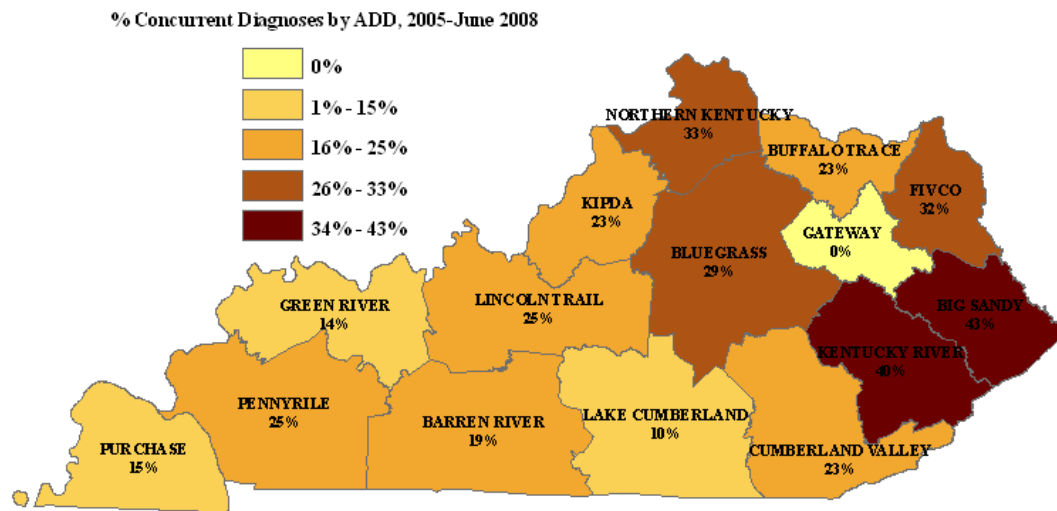 % Concurrent Diagnoses by ADD, 2005-June 2008
0%
1% - 15%
16% - 25%
26% - 33%
34% - 43%
NORTHERN KENTUCKY
33%
BUFFALO TRACE
23%
FIVCO
32%
KIPDA
23%
GATEWAY
0%
BLUEGRASS
29%
GREEN RIVER
14%
LINCOLN TRAIL
25%
BIG SANDY
43%
KENTUCKY RIVER
40%
PENNYRILE
25%
BARREN RIVER
19%
LAKE CUMBERLAND
10%
PURCHASE
15%
CUMBERLAND VALLEY
23%